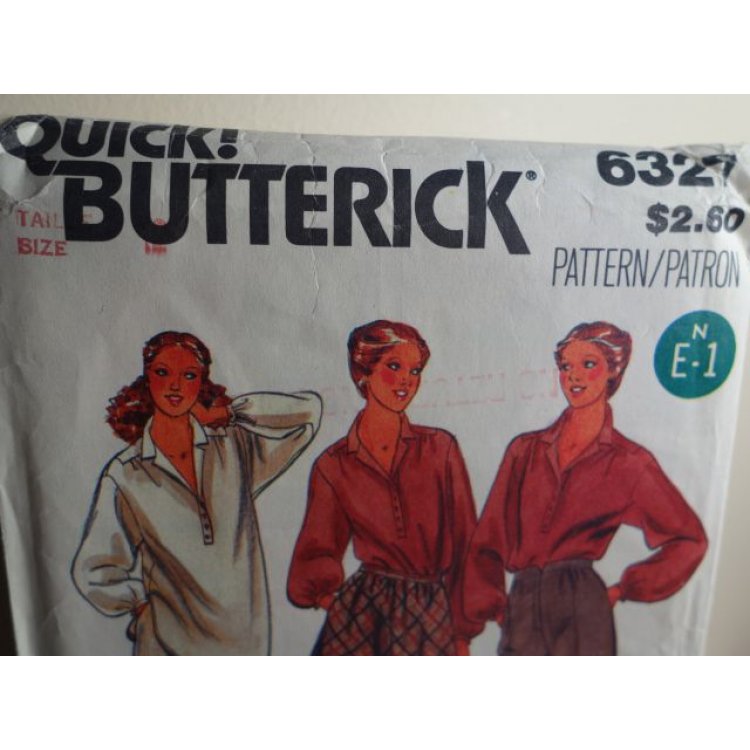 QUICK!
BUTTERICK®
6327
$2.60
PATTERN/PATRON
SIZE
N
E-1